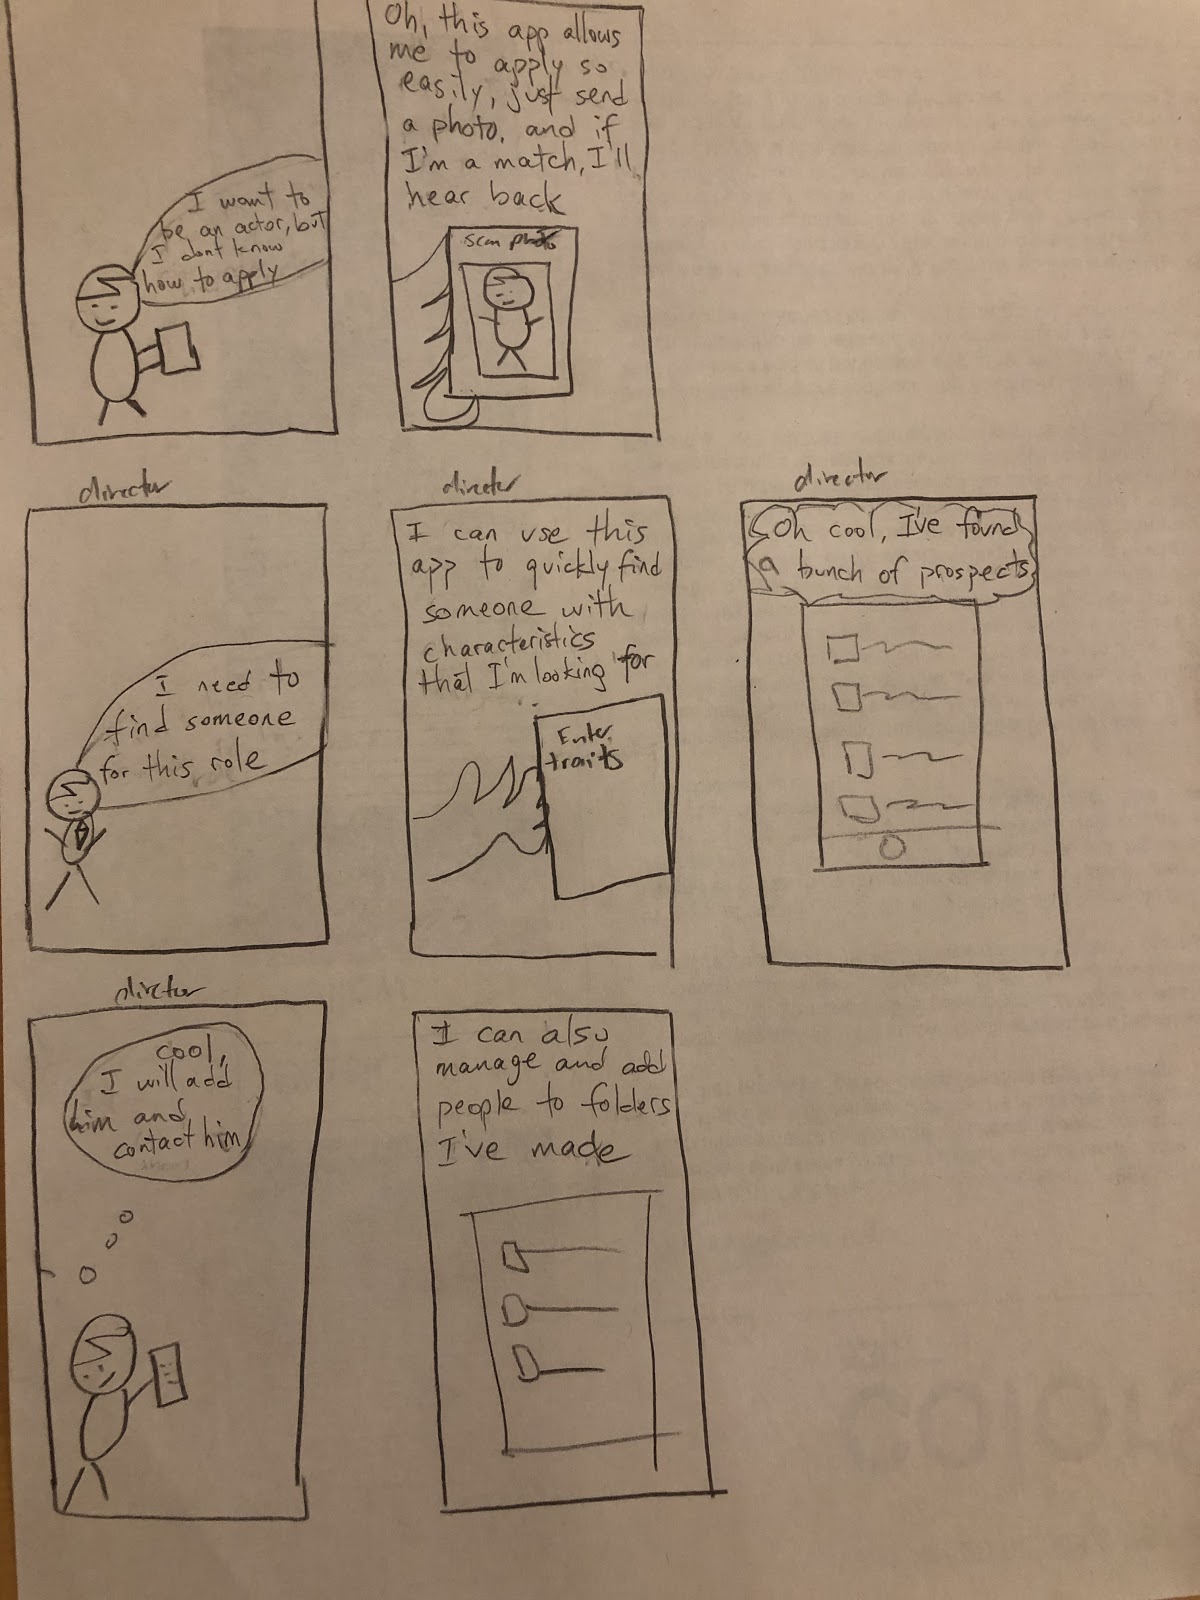 I want to
be an actor, but
I dont know
how to apply
Oh, this app allows
me to apply so
easily, just send
a photo, and if
I'm a match, I'll
hear back
scan photo
director
I need to
find someone
for this role
director
I can use this
app to quickly find
someone with
characteristics
that I'm looking for
Enter
traits
director
Oh cool, I've found
a bunch of prospects
director
cool,
I will add
him and
contact him
I can also
manage and add
people to folders
I've made